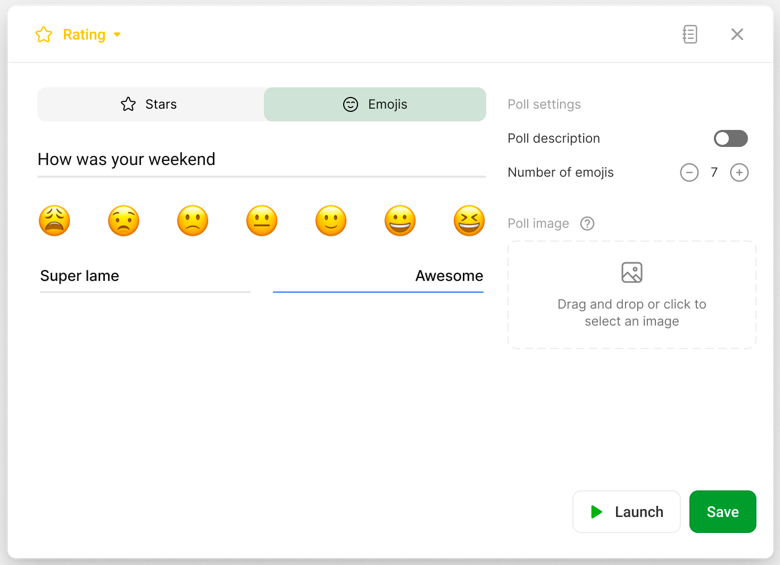 Rating
Stars
Emojis
How was your weekend
Super lame
Awesome
Poll settings
Poll description
Number of emojis
7
Poll image
Drag and drop or click to
select an image
Launch
Save